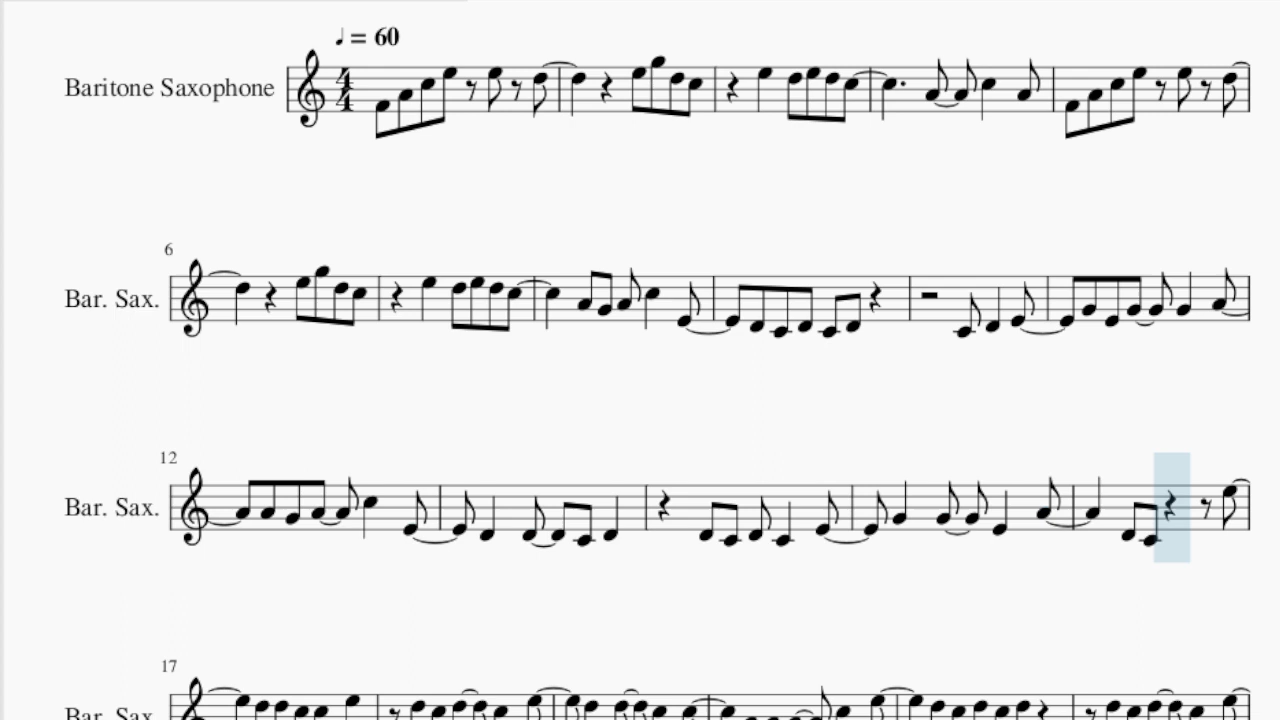 ♩ = 60
Baritone Saxophone
4
4
6
Bar. Sax.
12
Bar. Sax.
17
Bar. Sax.